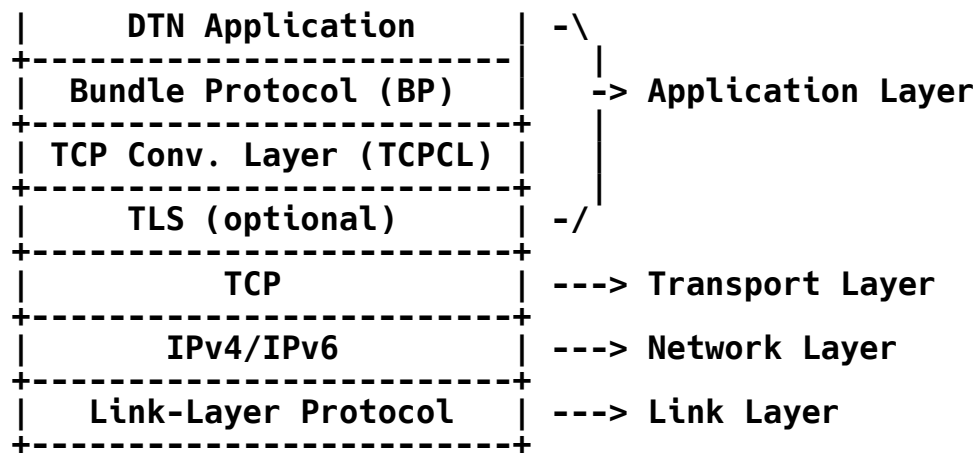 |     DTN Application     | -\
+-------------------------|   |
|  Bundle Protocol (BP)   |   -> Application Layer
+-------------------------+   |
| TCP Conv. Layer (TCPCL) |   |
+-------------------------+   |
|     TLS (optional)      | -/
+-------------------------+
|          TCP            | ---> Transport Layer
+-------------------------+
|       IPv4/IPv6         | ---> Network Layer
+-------------------------+
|   Link-Layer Protocol   | ---> Link Layer
+-------------------------+